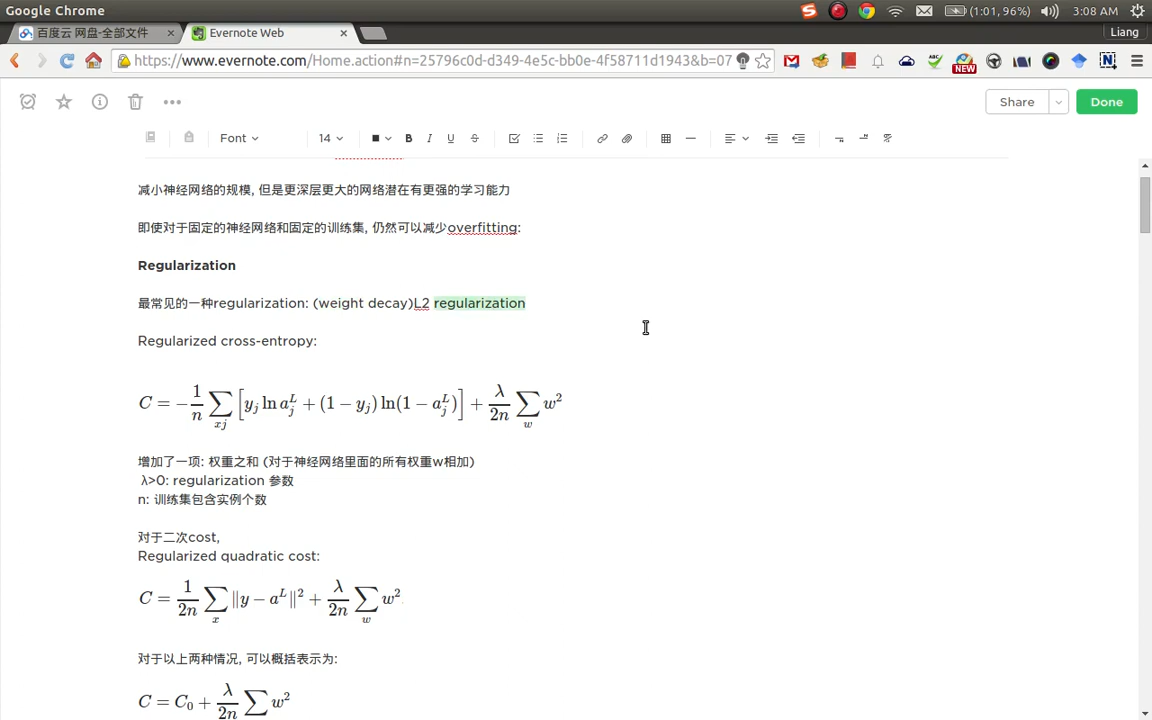 Google Chrome
(1:01, 96%)
3:08 AM
百度云 网盘-全部文件
Evernote Web
Liang
https://www.evernote.com/Home.action#n=25796c0d-d349-4e5c-bb0e-4f58711d1943&b=07
NEW
Share
Done
Font
14
B
I
U
减小神经网络的规模, 但是更深层更大的网络潜在有更强的学习能力
即使对于固定的神经网络和固定的训练集, 仍然可以减少overfitting:
Regularization
最常见的一种regularization: (weight decay)L2 regularization
Regularized cross-entropy:
C = −1/n ∑_{xj} [y_j ln a_j^L + (1 − y_j) ln(1 − a_j^L)] + λ/2n ∑_w w²
增加了一项: 权重之和 (对于神经网络里面的所有权重w相加)
λ>0: regularization 参数
n: 训练集包含实例个数
对于二次cost,
Regularized quadratic cost:
C = 1/2n ∑_x ‖y − a^L‖² + λ/2n ∑_w w²
对于以上两种情况, 可以概括表示为:
C = C₀ + λ/2n ∑ w²